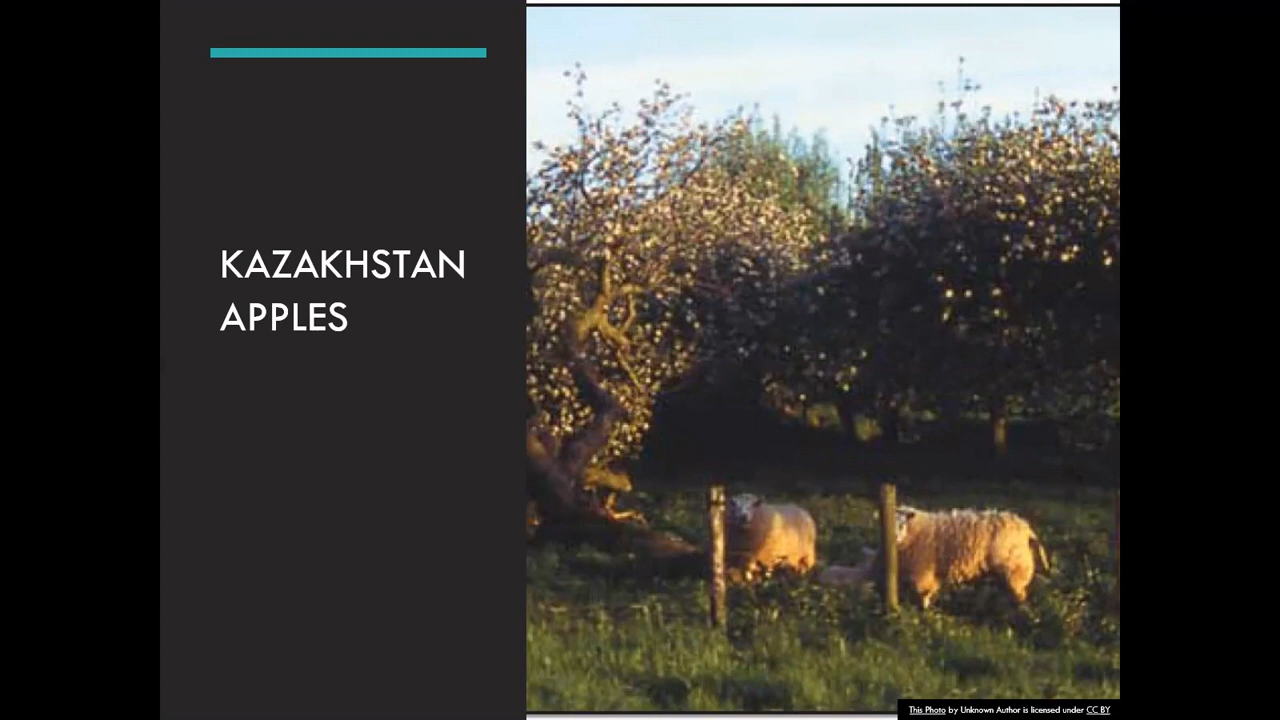 KAZAKHSTAN
APPLES
This Photo by Unknown Author is licensed under CC BY